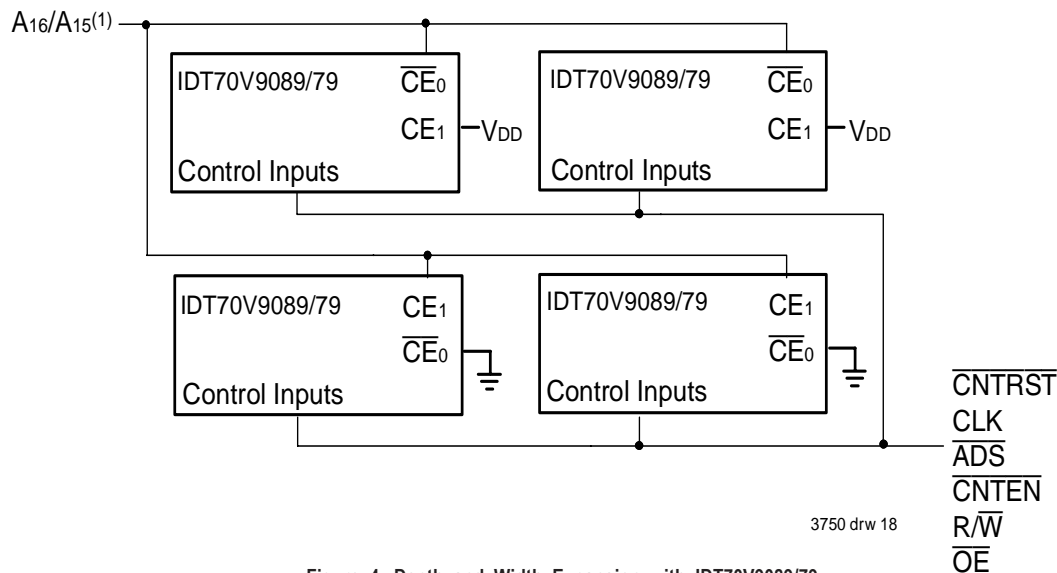 A16/A15(1)
IDT70V9089/79 CE0
CE1 VDD
Control Inputs
IDT70V9089/79 CE0
CE1 VDD
Control Inputs
IDT70V9089/79 CE1
CE0
Control Inputs
IDT70V9089/79 CE1
CE0
Control Inputs
CNTRST
CLK
ADS
CNTEN
R/W
OE
3750 drw 18